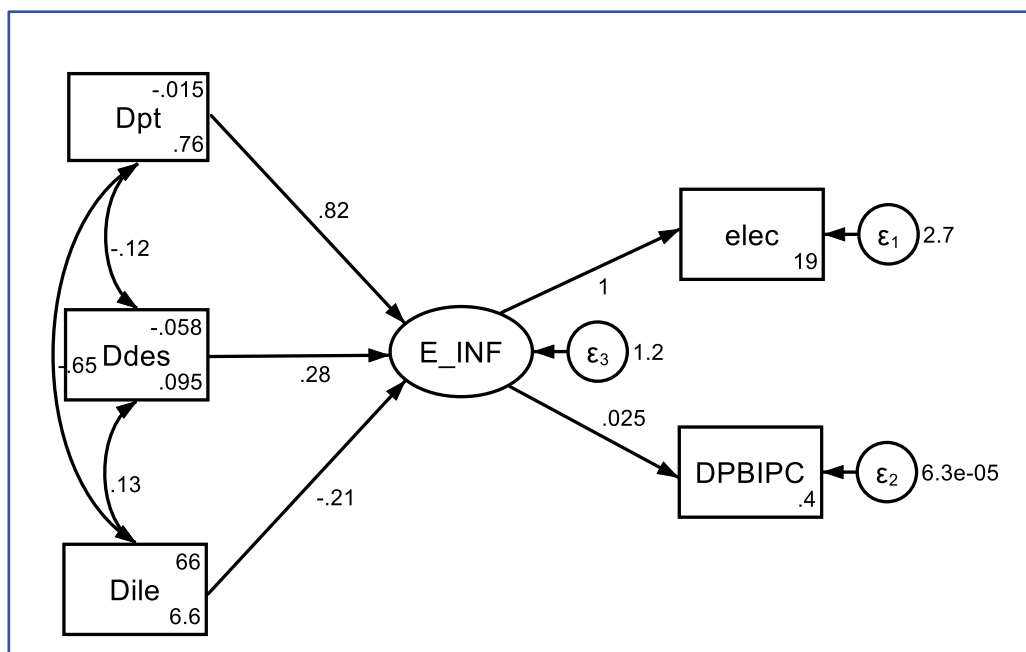 -.015
Dpt
.76
.82
-.12
-.058
Ddes
.095
-.65
.28
.13
66
Dile
6.6
-.21
E_INF
ε3
1.2
1
elec
19
ε1
2.7
.025
DPBIPC
.4
ε2
6.3e-05